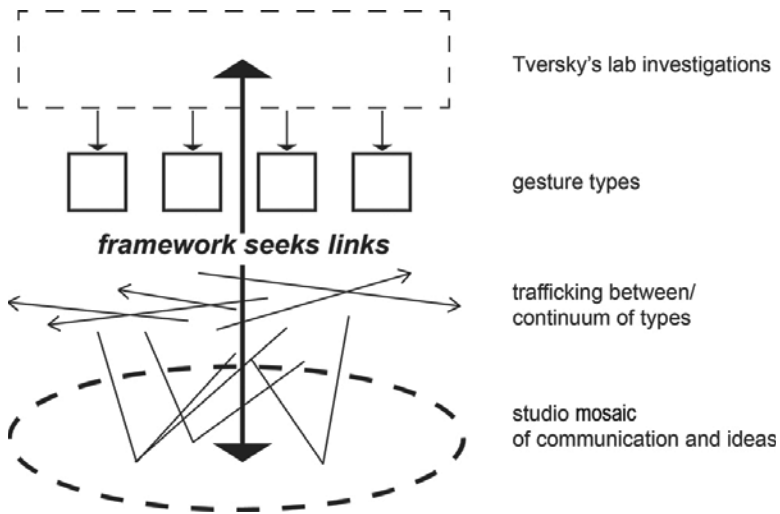 Tversky's lab investigations
gesture types
framework seeks links
trafficking between/
continuum of types
studio mosaic
of communication and ideas